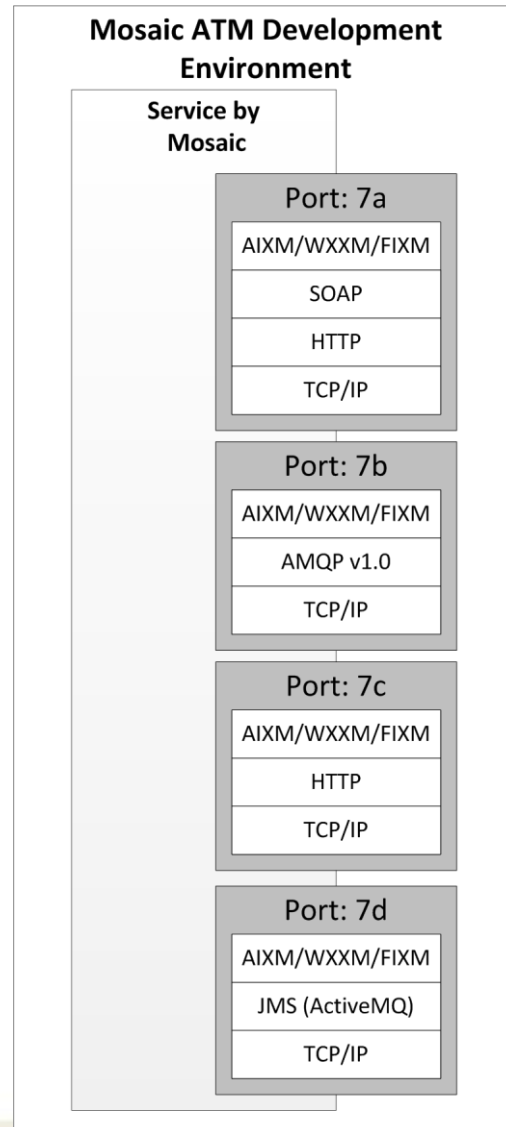 Mosaic ATM Development
Environment
Service by
Mosaic
Port: 7a
AIXM/WXXM/FIXM
SOAP
HTTP
TCP/IP
Port: 7b
AIXM/WXXM/FIXM
AMQP v1.0
TCP/IP
Port: 7c
AIXM/WXXM/FIXM
HTTP
TCP/IP
Port: 7d
AIXM/WXXM/FIXM
JMS (ActiveMQ)
TCP/IP